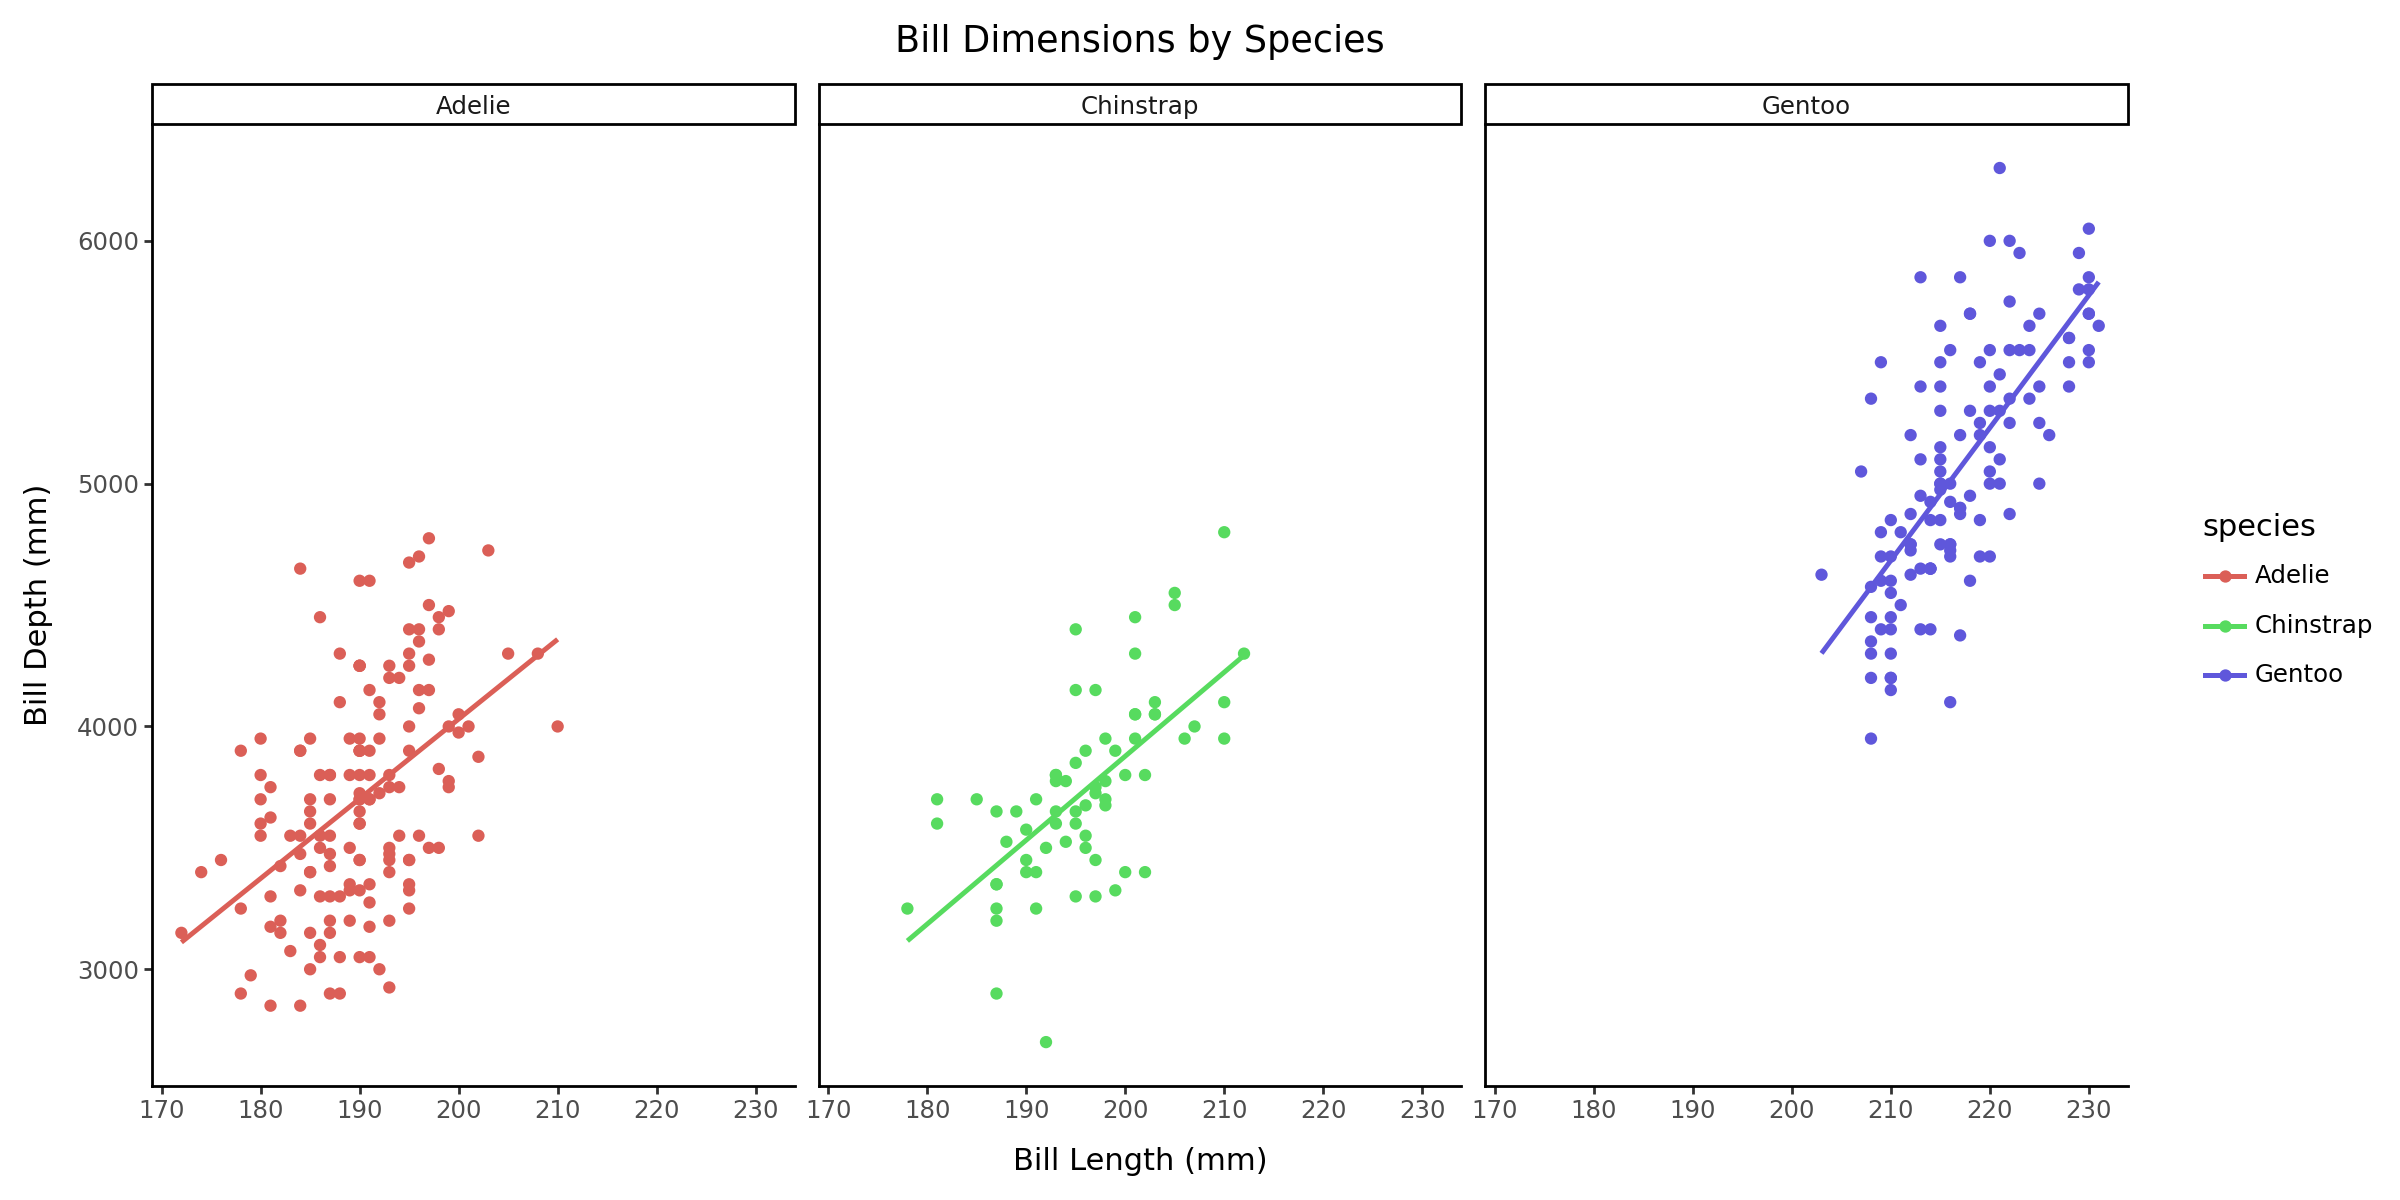 Bill Dimensions by Species
Adelie
Chinstrap
Gentoo
6000
5000
4000
3000
Bill Depth (mm)
170 180 190 200 210 220 230
170 180 190 200 210 220 230
170 180 190 200 210 220 230
Bill Length (mm)
species
Adelie
Chinstrap
Gentoo